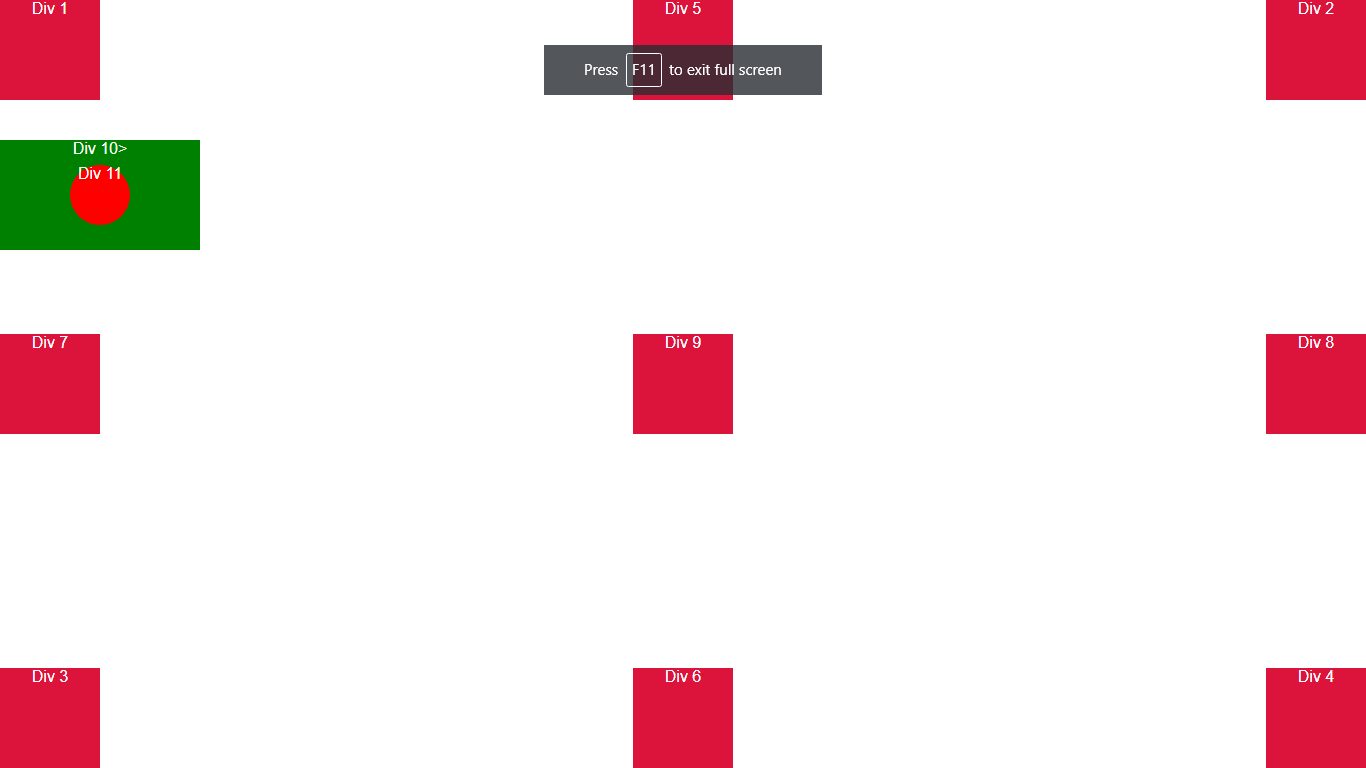 Div 1
Div 5
Div 2
Press F11 to exit full screen
Div 10>
Div 11
Div 7
Div 9
Div 8
Div 3
Div 6
Div 4